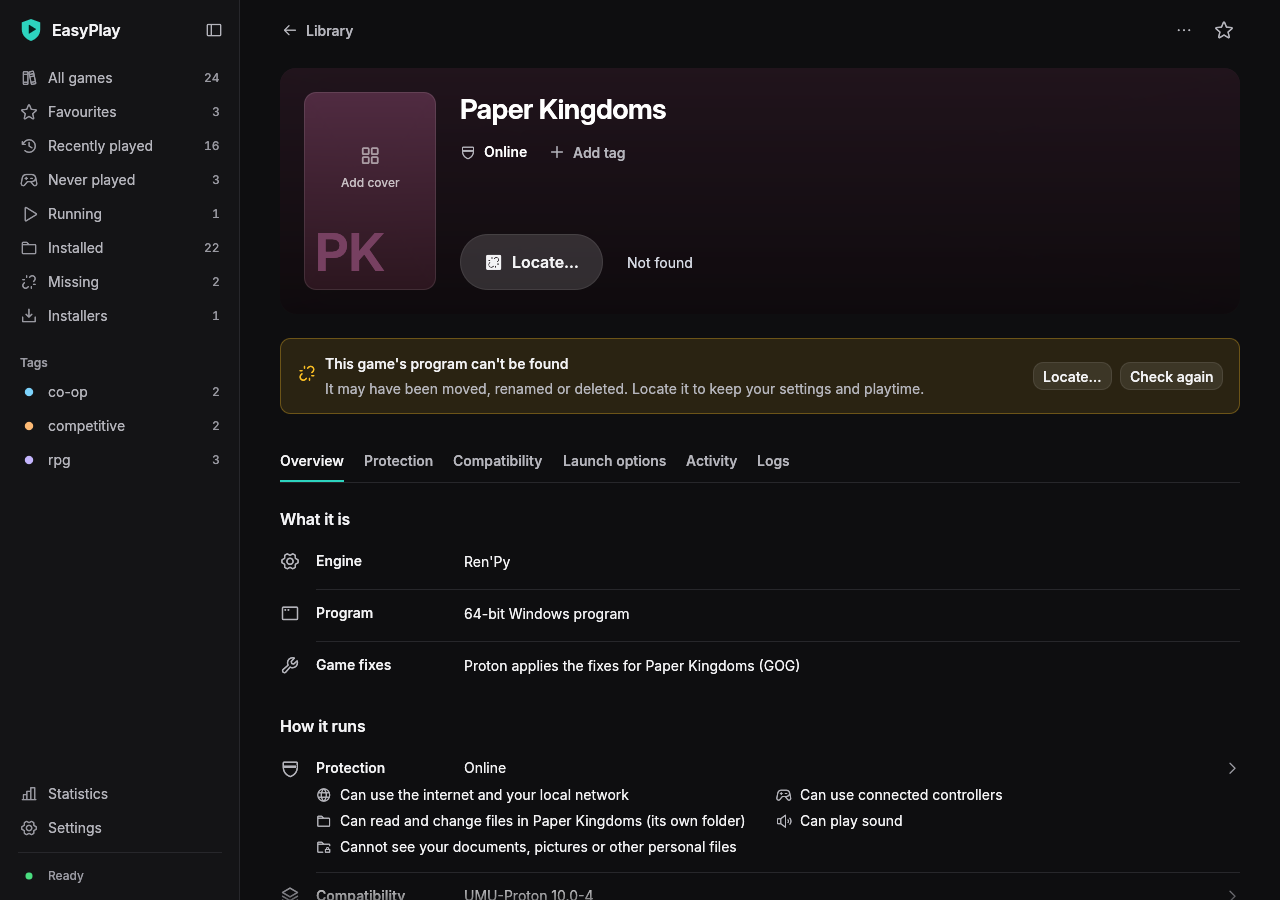 EasyPlay
All games 24
Favourites 3
Recently played 16
Never played 3
Running 1
Installed 22
Missing 2
Installers 1
Tags
co-op 2
competitive 2
rpg 3
Statistics
Settings
Ready
Library
Paper Kingdoms
Online Add tag
Add cover
PK
Locate... Not found
This game's program can't be found
It may have been moved, renamed or deleted. Locate it to keep your settings and playtime.
Locate... Check again
Overview Protection Compatibility Launch options Activity Logs
What it is
Engine Ren'Py
Program 64-bit Windows program
Game fixes Proton applies the fixes for Paper Kingdoms (GOG)
How it runs
Protection Online
Can use the internet and your local network Can use connected controllers
Can read and change files in Paper Kingdoms (its own folder) Can play sound
Cannot see your documents, pictures or other personal files
Compatibility UMU-Proton 10.0-4